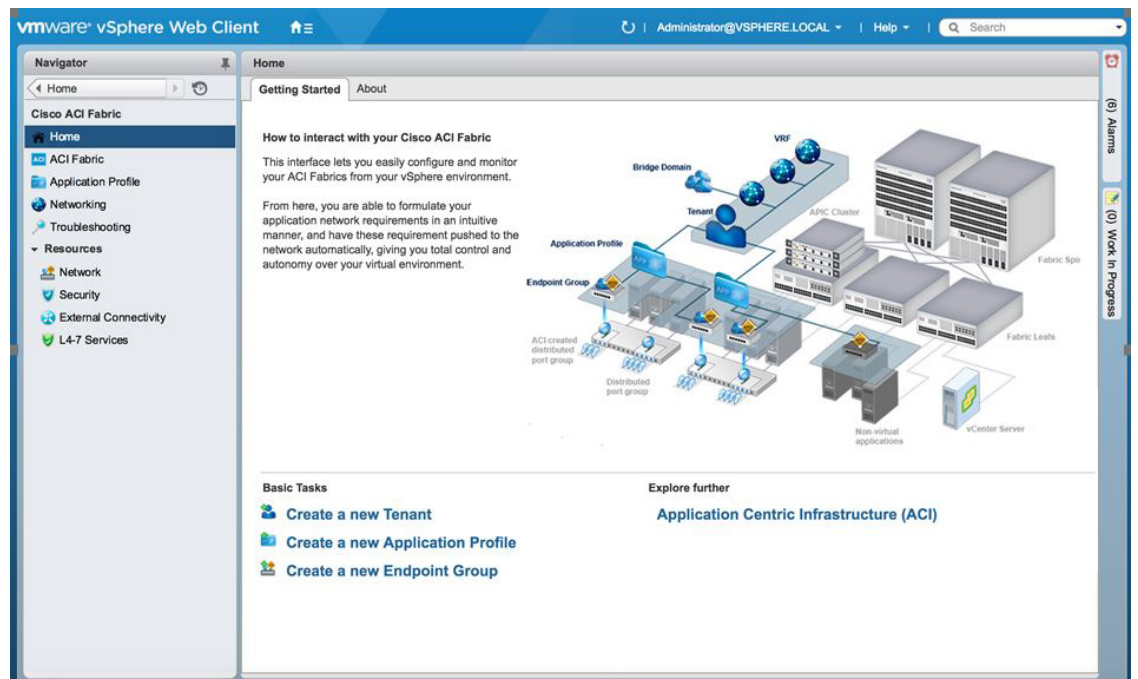 vmware® vSphere Web Client
Administrator@VSPHERE.LOCAL
Help
Search
Navigator
Home
Cisco ACI Fabric
Home
ACI Fabric
Application Profile
Networking
Troubleshooting
Resources
Network
Security
External Connectivity
L4-7 Services
Home
Getting Started
About
How to interact with your Cisco ACI Fabric
This interface lets you easily configure and monitor
your ACI Fabrics from your vSphere environment.
From here, you are able to formulate your
application network requirements in an intuitive
manner, and have these requirement pushed to the
network automatically, giving you total control and
autonomy over your virtual environment.
VRF
Bridge Domain
Tenant
APIC Cluster
Application Profile
Fabric Spin
Endpoint Group
APP
APP
Fabric Leafs
ACI created
distributed
port group
Distributed
port group
Non-virtual
applications
vCenter Server
Basic Tasks
Create a new Tenant
Create a new Application Profile
Create a new Endpoint Group
Explore further
Application Centric Infrastructure (ACI)
(6) Alarms
(0) Work In Progress